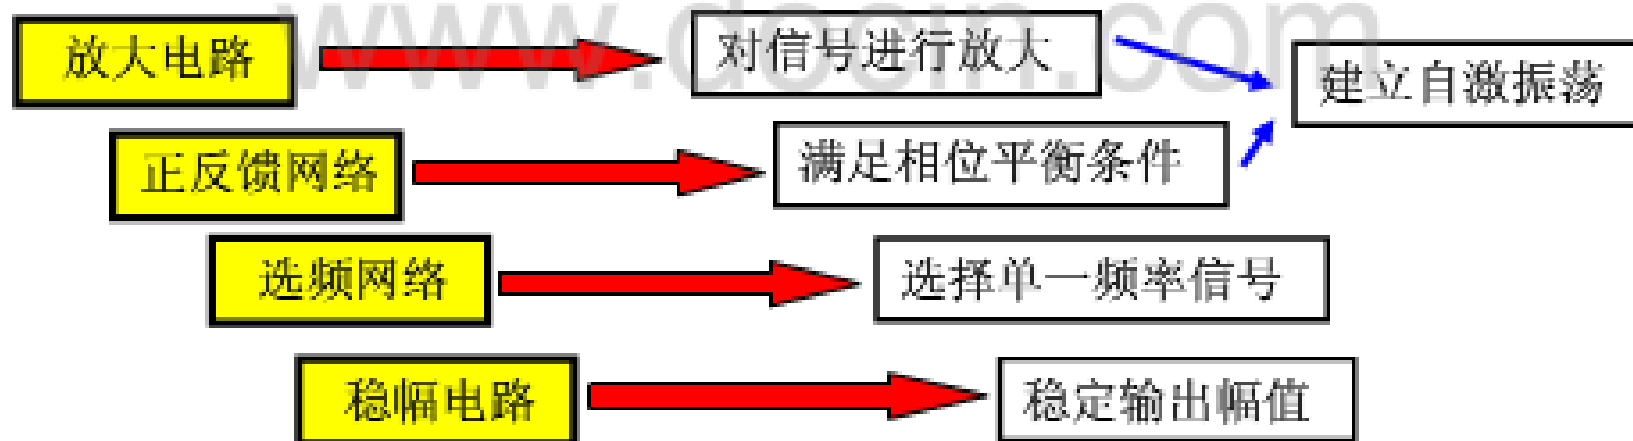 www.docin.com
放大电路
对信号进行放大
建立自激振荡
正反馈网络
满足相位平衡条件
选频网络
选择单一频率信号
稳幅电路
稳定输出幅值